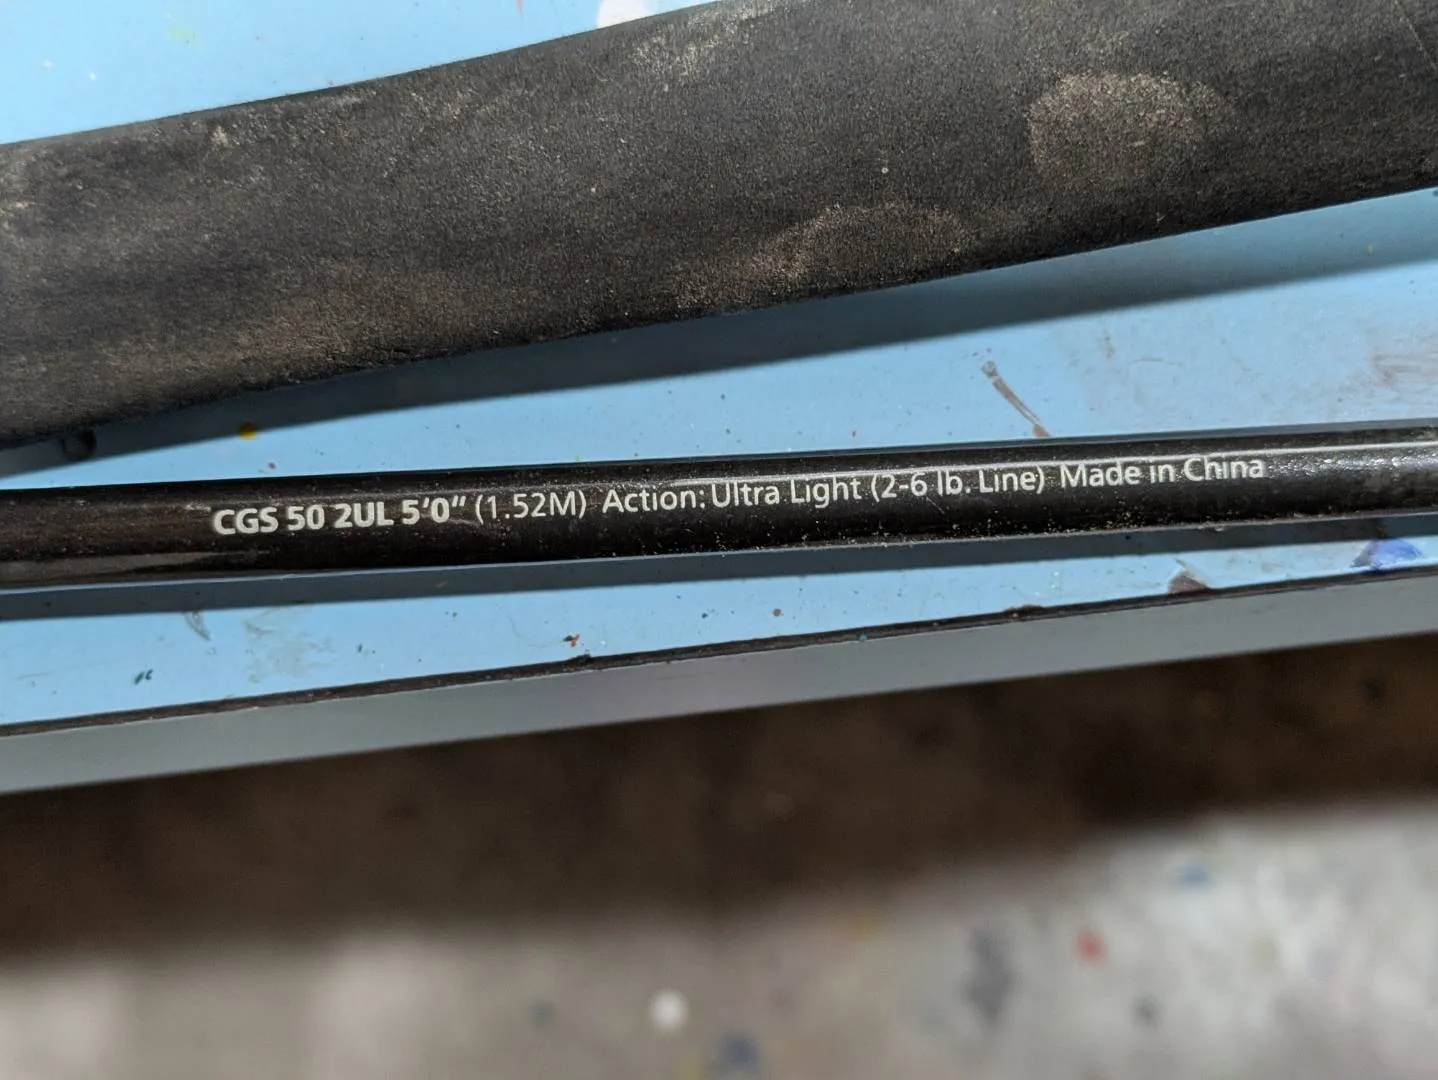 CGS 50 2UL 5'0" (1.52M) Action: Ultra Light (2-6 lb. Line) Made in China